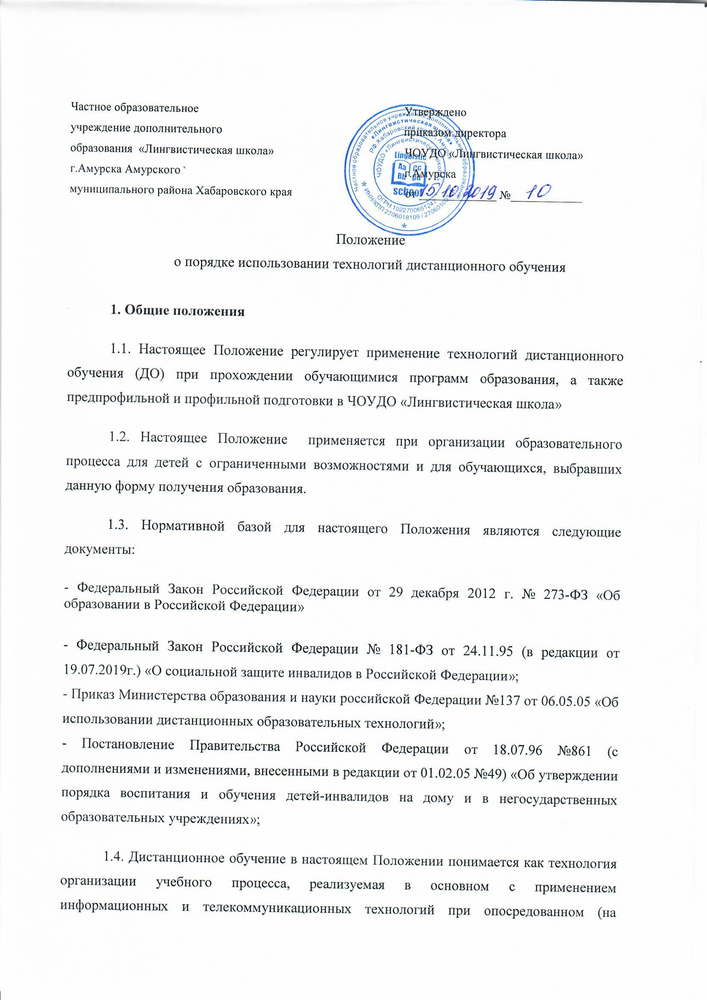 Частное образовательное
учреждение дополнительного
образования «Лингвистическая школа»
г.Амурска Амурского
муниципального района Хабаровского края
Утверждено
приказом директора
ЧОУДО «Лингвистическая школа»
г.Амурска
от 15.10.2019 № 10
Частное образовательное учреждение дополнительного образования
«Лингвистическая школа»
РФ Хабаровский край г. Амурск
ЧОУДО «Лингвистическая школа»
Linguistic
Aa Cc
Bb Dd
school
ОГРН 1022700651247
ИНН/КПП 2706018109 /
Положение
о порядке использовании технологий дистанционного обучения
1. Общие положения
1.1. Настоящее Положение регулирует применение технологий дистанционного
обучения (ДО) при прохождении обучающимися программ образования, а также
предпрофильной и профильной подготовки в ЧОУДО «Лингвистическая школа»
1.2. Настоящее Положение применяется при организации образовательного
процесса для детей с ограниченными возможностями и для обучающихся, выбравших
данную форму получения образования.
1.3. Нормативной базой для настоящего Положения являются следующие
документы:
- Федеральный Закон Российской Федерации от 29 декабря 2012 г. № 273-ФЗ «Об
образовании в Российской Федерации»
- Федеральный Закон Российской Федерации № 181-ФЗ от 24.11.95 (в редакции от
19.07.2019г.) «О социальной защите инвалидов в Российской Федерации»;
- Приказ Министерства образования и науки российской Федерации №137 от 06.05.05 «Об
использовании дистанционных образовательных технологий»;
- Постановление Правительства Российской Федерации от 18.07.96 №861 (с
дополнениями и изменениями, внесенными в редакции от 01.02.05 №49) «Об утверждении
порядка воспитания и обучения детей-инвалидов на дому и в негосударственных
образовательных учреждениях»;
1.4. Дистанционное обучение в настоящем Положении понимается как технология
организации учебного процесса, реализуемая в основном с применением
информационных и телекоммуникационных технологий при опосредованном (на